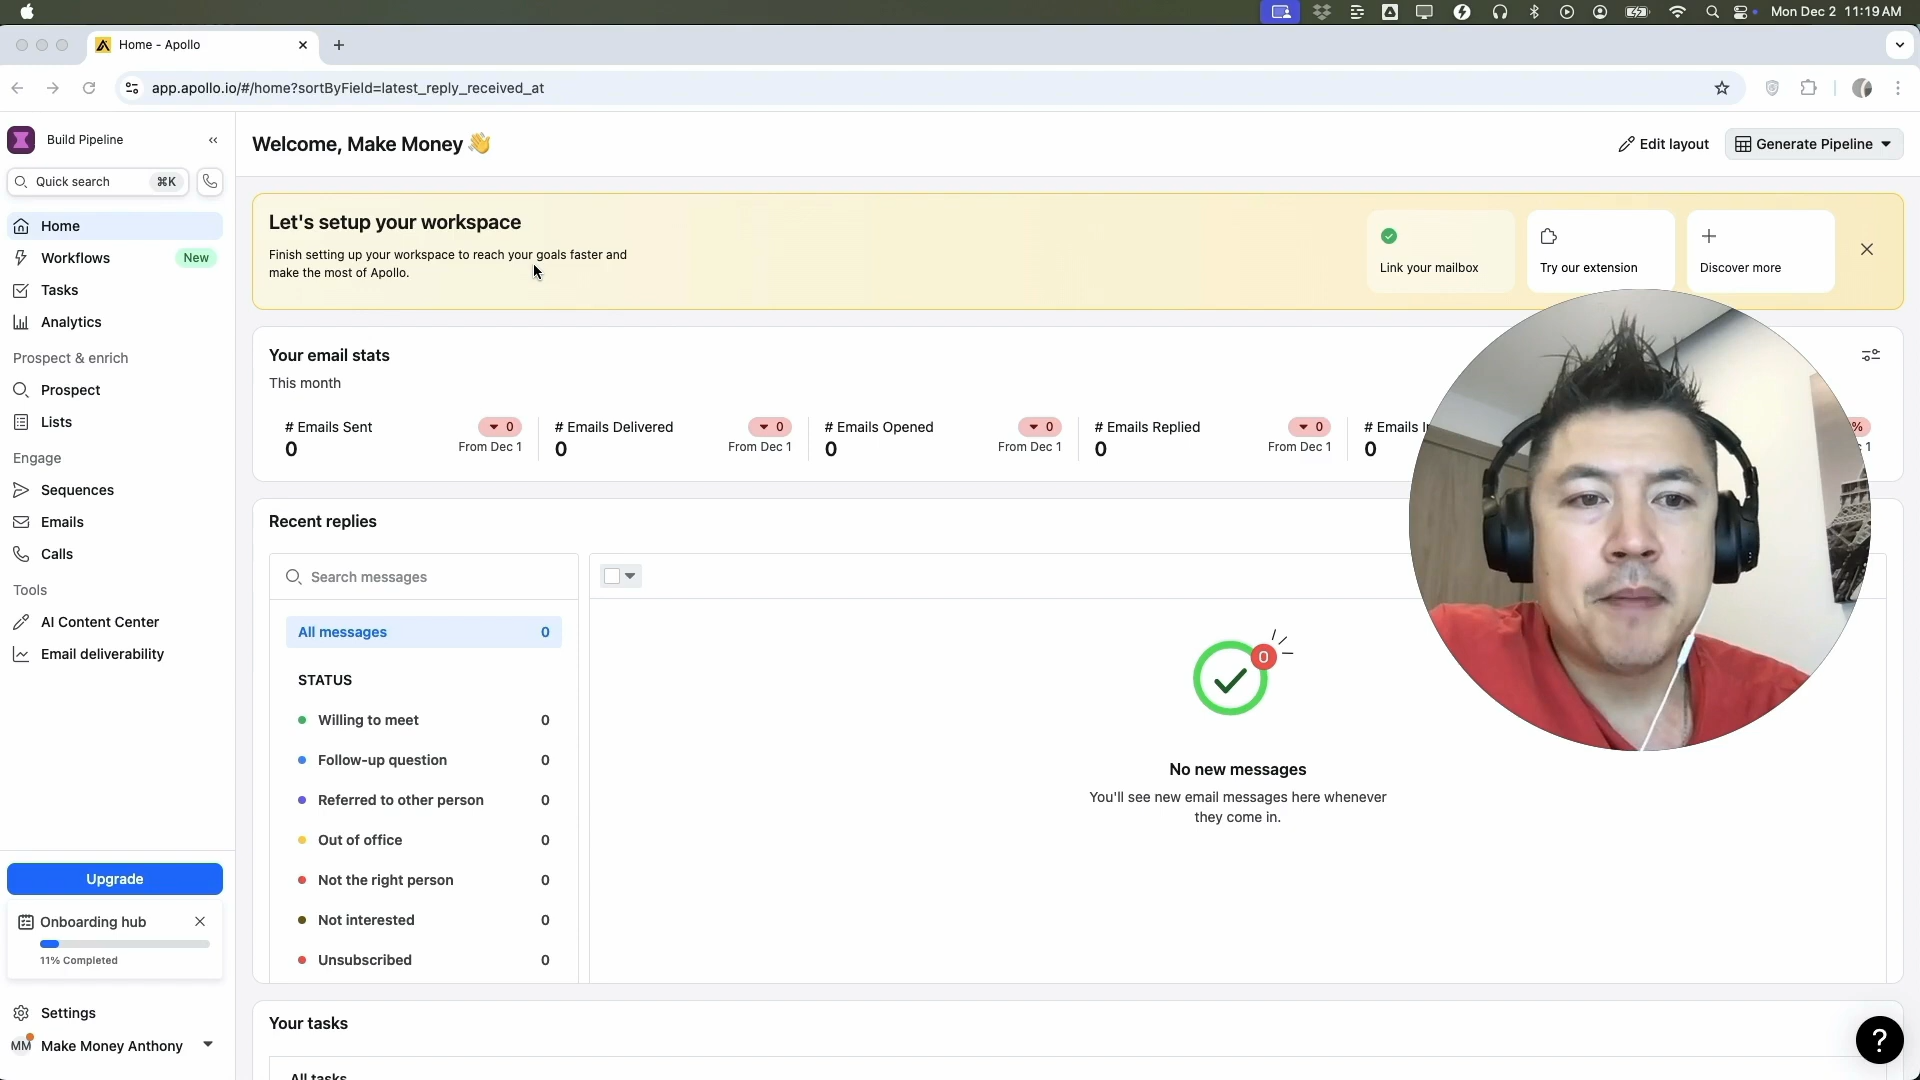 Mon Dec 2 11:19 AM
Home - Apollo
app.apollo.io/#/home?sortByField=latest_reply_received_at
Build Pipeline
Quick search ⌘K
Home
Workflows New
Tasks
Analytics
Prospect & enrich
Prospect
Lists
Engage
Sequences
Emails
Calls
Tools
AI Content Center
Email deliverability
Upgrade
Onboarding hub
11% Completed
Settings
MM Make Money Anthony
Welcome, Make Money 👋
Edit layout
Generate Pipeline
Let's setup your workspace
Finish setting up your workspace to reach your goals faster and
make the most of Apollo.
Link your mailbox
Try our extension
Discover more
Your email stats
This month
# Emails Sent 0
0 From Dec 1
# Emails Delivered 0
0 From Dec 1
# Emails Opened 0
0 From Dec 1
# Emails Replied 0
0 From Dec 1
# Emails
0
%
1
Recent replies
Search messages
All messages 0
STATUS
Willing to meet 0
Follow-up question 0
Referred to other person 0
Out of office 0
Not the right person 0
Not interested 0
Unsubscribed 0
0
No new messages
You'll see new email messages here whenever
they come in.
Your tasks
All tasks
?